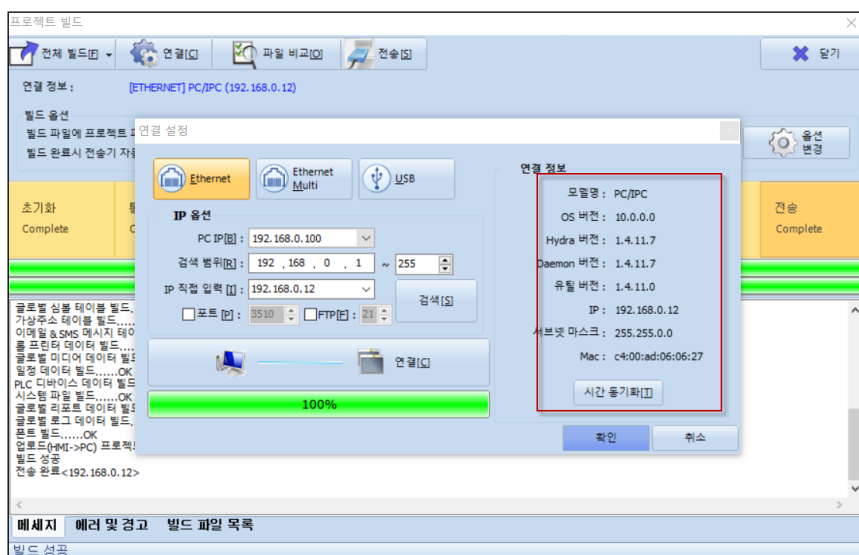 프로젝트 빌드
전체 빌드[F]
연결[C]
파일 비교[O]
전송[S]
닫기
연결 정보 :
[ETHERNET] PC/IPC (192.168.0.12)
빌드 옵션
빌드 파일에 프로젝트
빌드 완료시 전송기
옵션
변경
초기화
Complete
전송
Complete
연결 설정
Ethernet
Ethernet
Multi
USB
IP 옵션
PC IP[B] :
192.168.0.100
검색 범위[R] :
192 . 168 . 0 . 1 ~ 255
IP 직접 입력 [I] :
192.168.0.12
포트 [P] : 3510
FTP[F] : 21
검색[S]
연결[C]
100%
연결 정보
모델명 : PC/IPC
OS 버전 : 10.0.0.0
Hydra 버전 : 1.4.11.7
Daemon 버전 : 1.4.11.7
유틸 버전 : 1.4.11.0
IP : 192.168.0.12
서브넷 마스크 : 255.255.0.0
Mac : c4:00:ad:06:06:27
시간 동기화[T]
확인
취소
글로벌 심볼 테이블 빌드.
가상주소 테이블 빌드.....
이메일 & SMS 메시지
롬 프린터 데이터 빌드....
글로벌 미디어 데이터
일정 데이터 빌드......OK
PLC 디바이스 데이터 빌드
시스템 파일 빌드......OK
글로벌 리포트 데이터
글로벌 로그 데이터 빌드.
폰트 빌드......OK
업로드(HMI->PC) 프로젝
빌드 성공
전송 완료<192.168.0.12>
메세지
에러 및 경고
빌드 파일 목록
빌드 성공